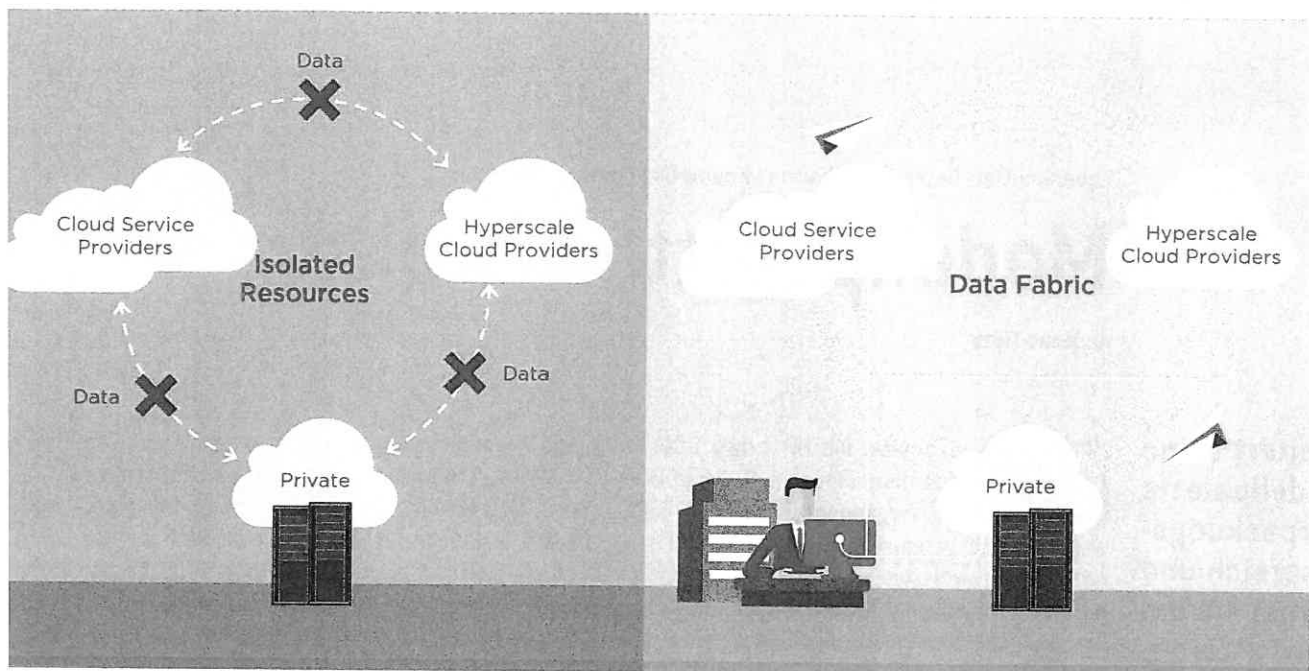 Data
Cloud Service
Providers
Hyperscale
Cloud Providers
Isolated
Resources
Data
Data
Private
Cloud Service
Providers
Hyperscale
Cloud Providers
Data Fabric
Private